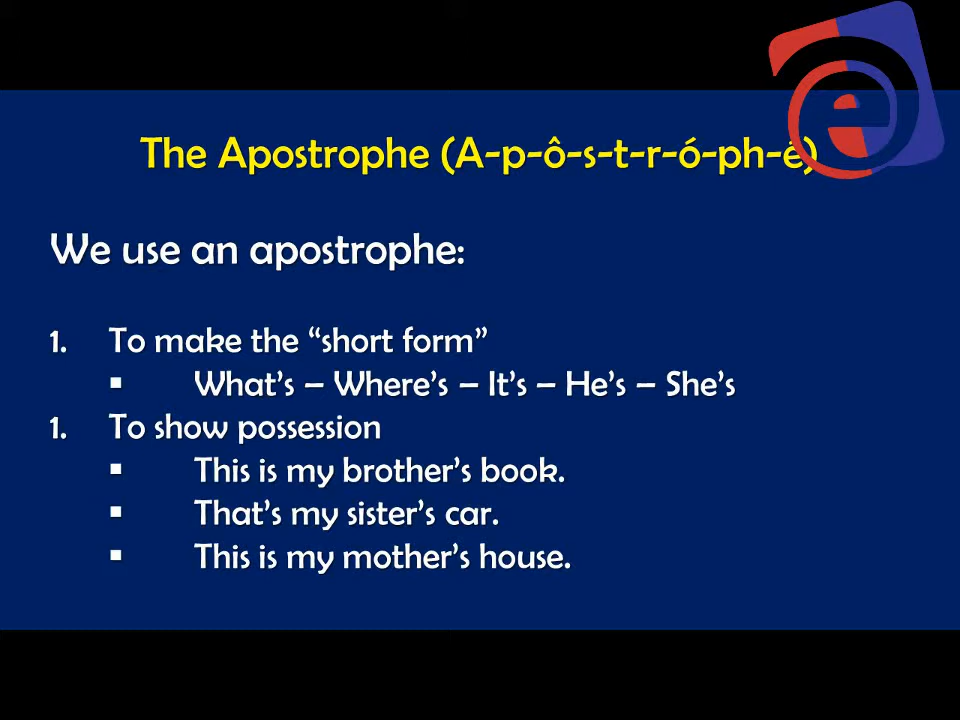 The Apostrophe (A-p-ô-s-t-r-ó-ph-ê)
We use an apostrophe:
1. To make the “short form”
▪ What’s – Where’s – It’s – He’s – She’s
1. To show possession
▪ This is my brother’s book.
▪ That’s my sister’s car.
▪ This is my mother’s house.
e